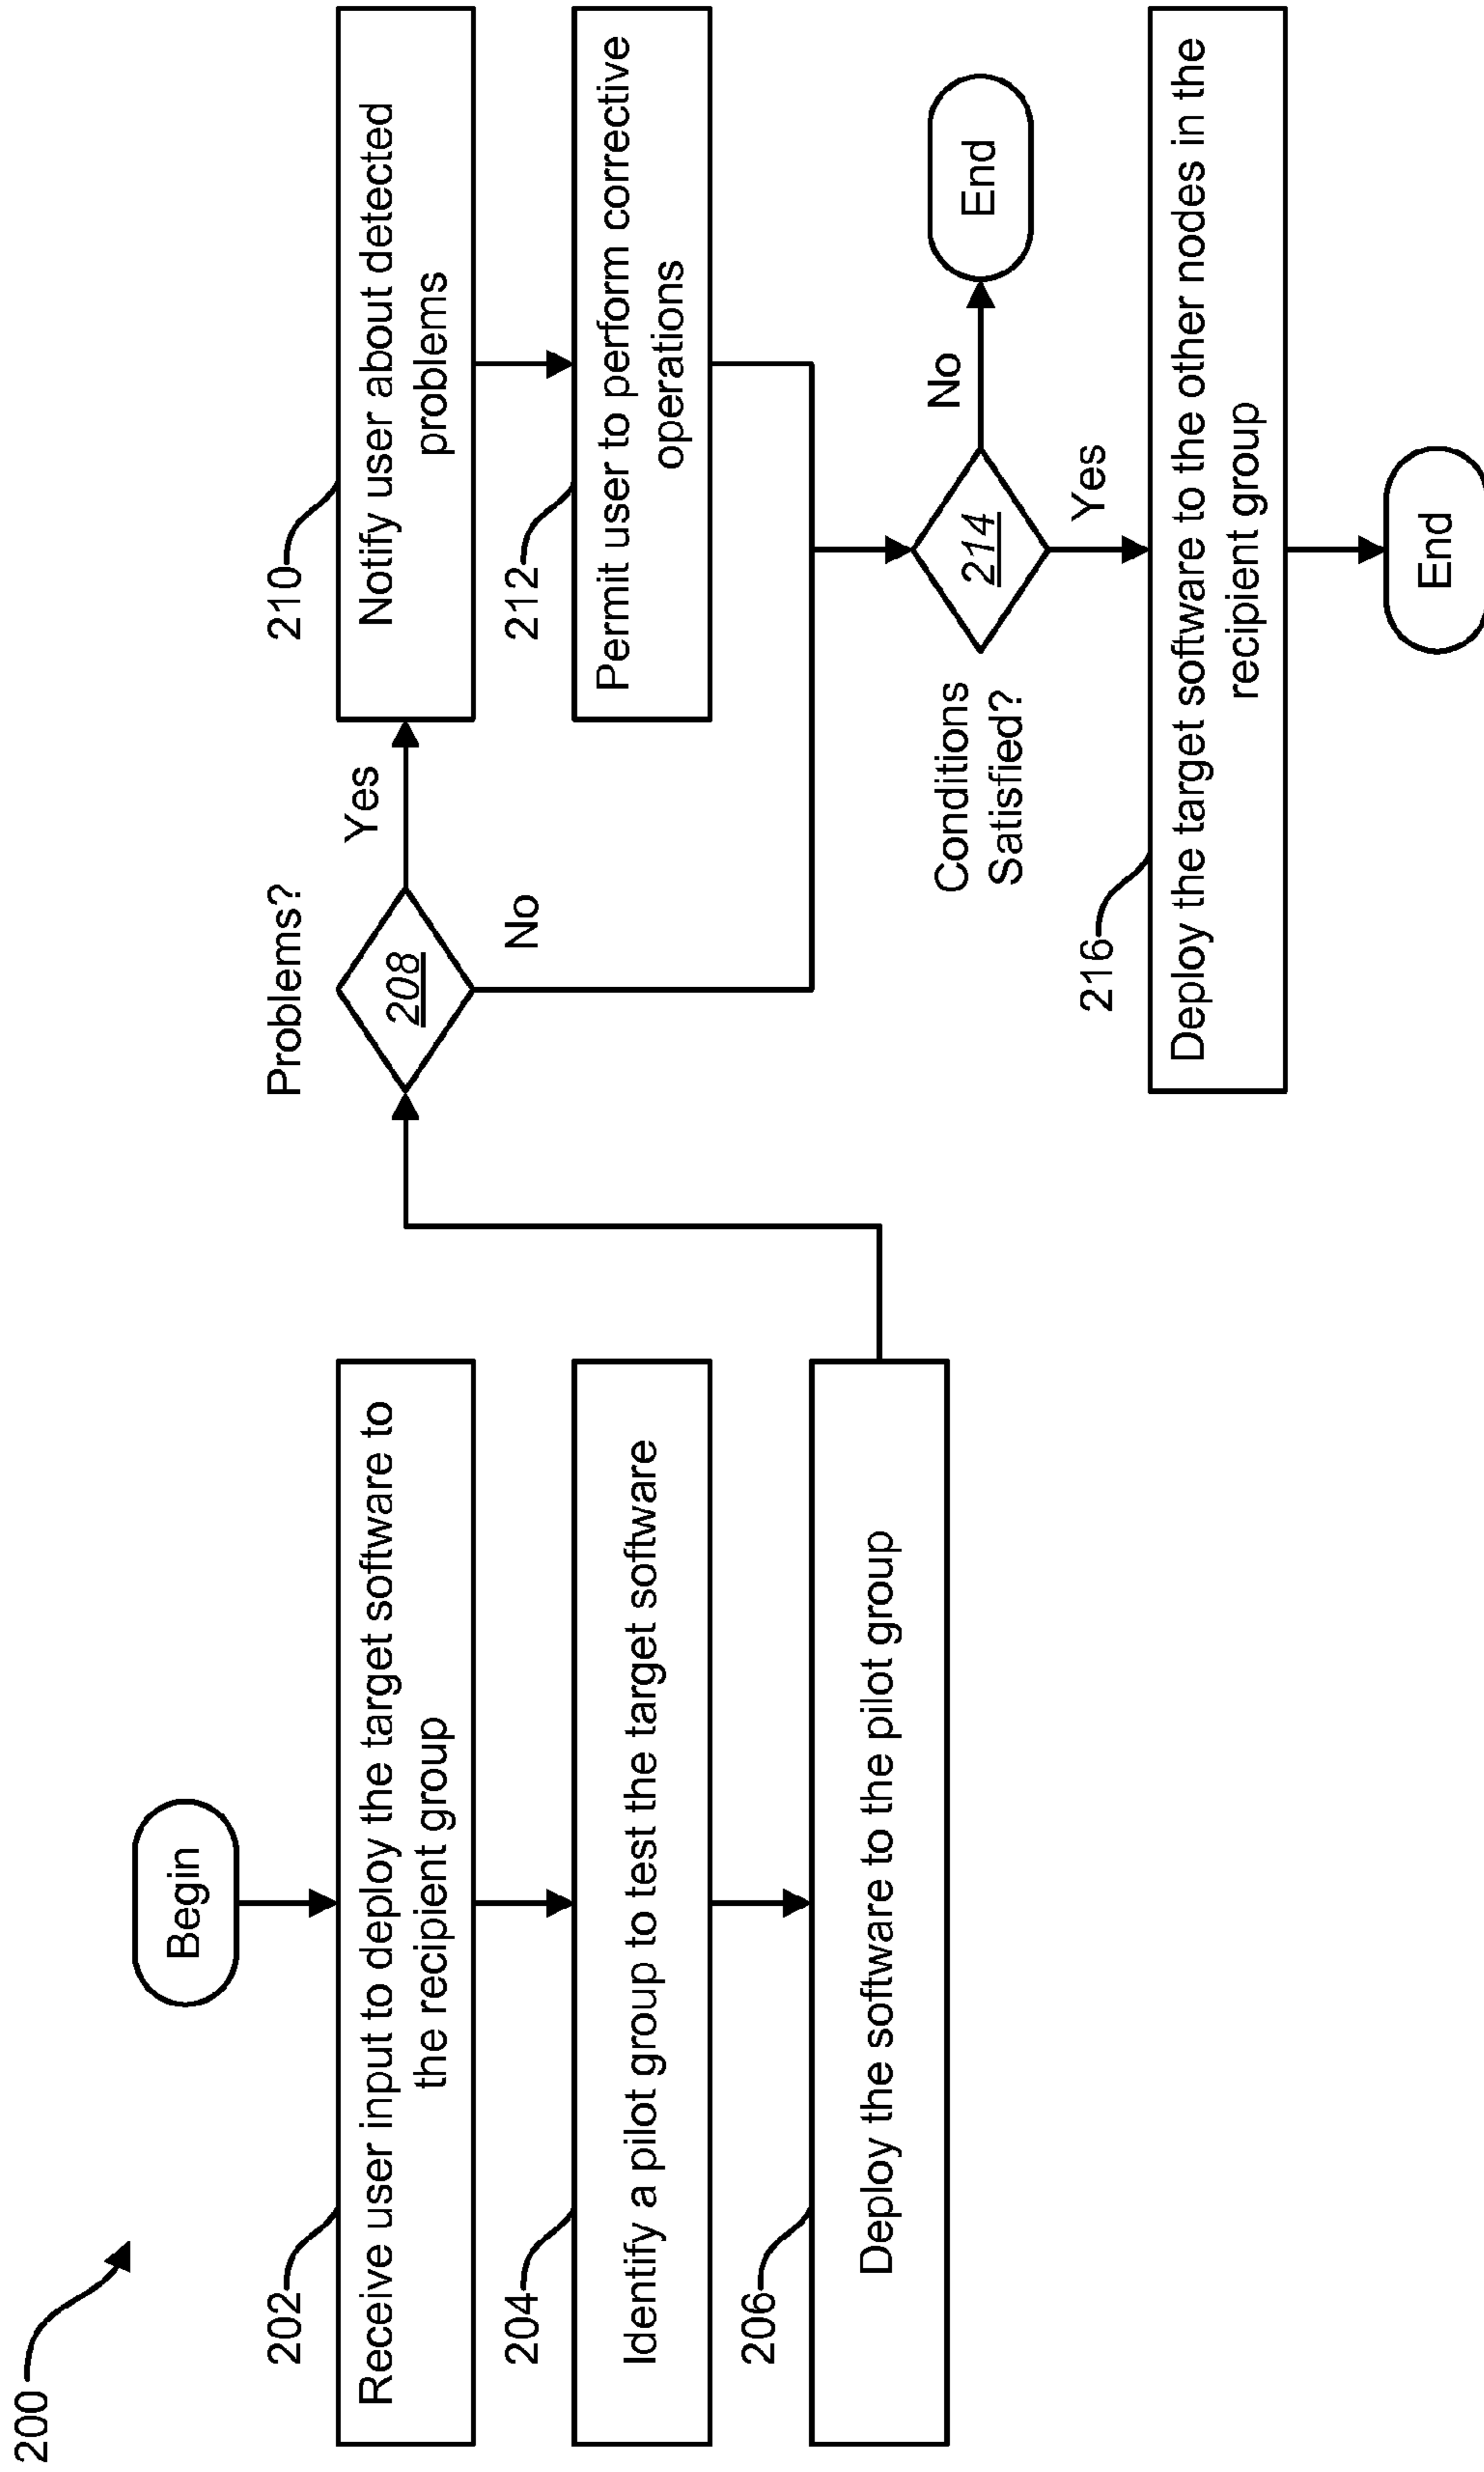 200
Begin
202
Receive user input to deploy the target software to
the recipient group
204
Identify a pilot group to test the target software
206
Deploy the software to the pilot group
Problems?
208
Yes
No
210
Notify user about detected
problems
212
Permit user to perform corrective
operations
Conditions
Satisfied?
214
No
End
Yes
216
Deploy the target software to the other nodes in the
recipient group
End